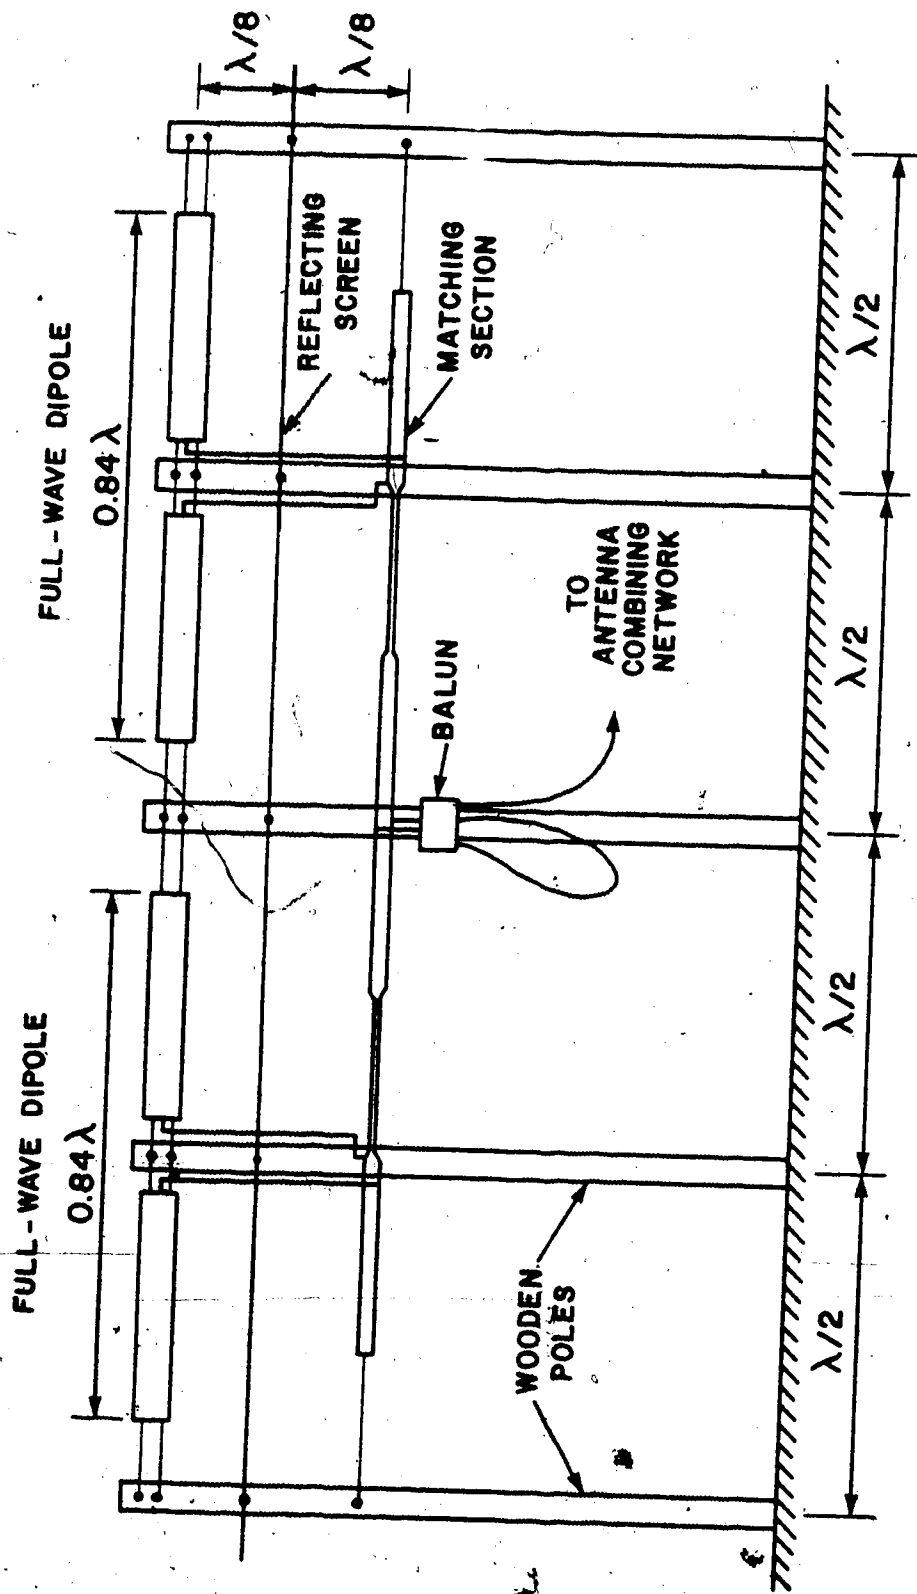 FULL-WAVE DIPOLE
0.84λ
FULL-WAVE DIPOLE
0.84λ
λ/8
λ/8
REFLECTING
SCREEN
MATCHING
SECTION
BALUN
TO
ANTENNA
COMBINING
NETWORK
WOODEN
POLES
λ/2
λ/2
λ/2
λ/2